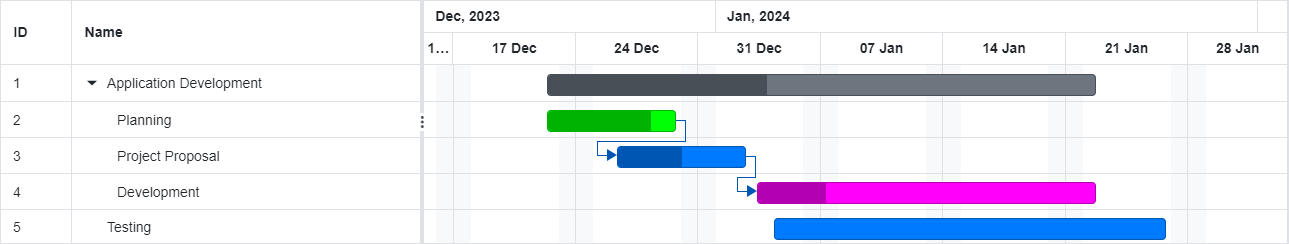 Dec, 2023 Jan, 2024
ID Name
1... 17 Dec 24 Dec 31 Dec 07 Jan 14 Jan 21 Jan 28 Jan
1 Application Development
2 Planning
3 Project Proposal
4 Development
5 Testing